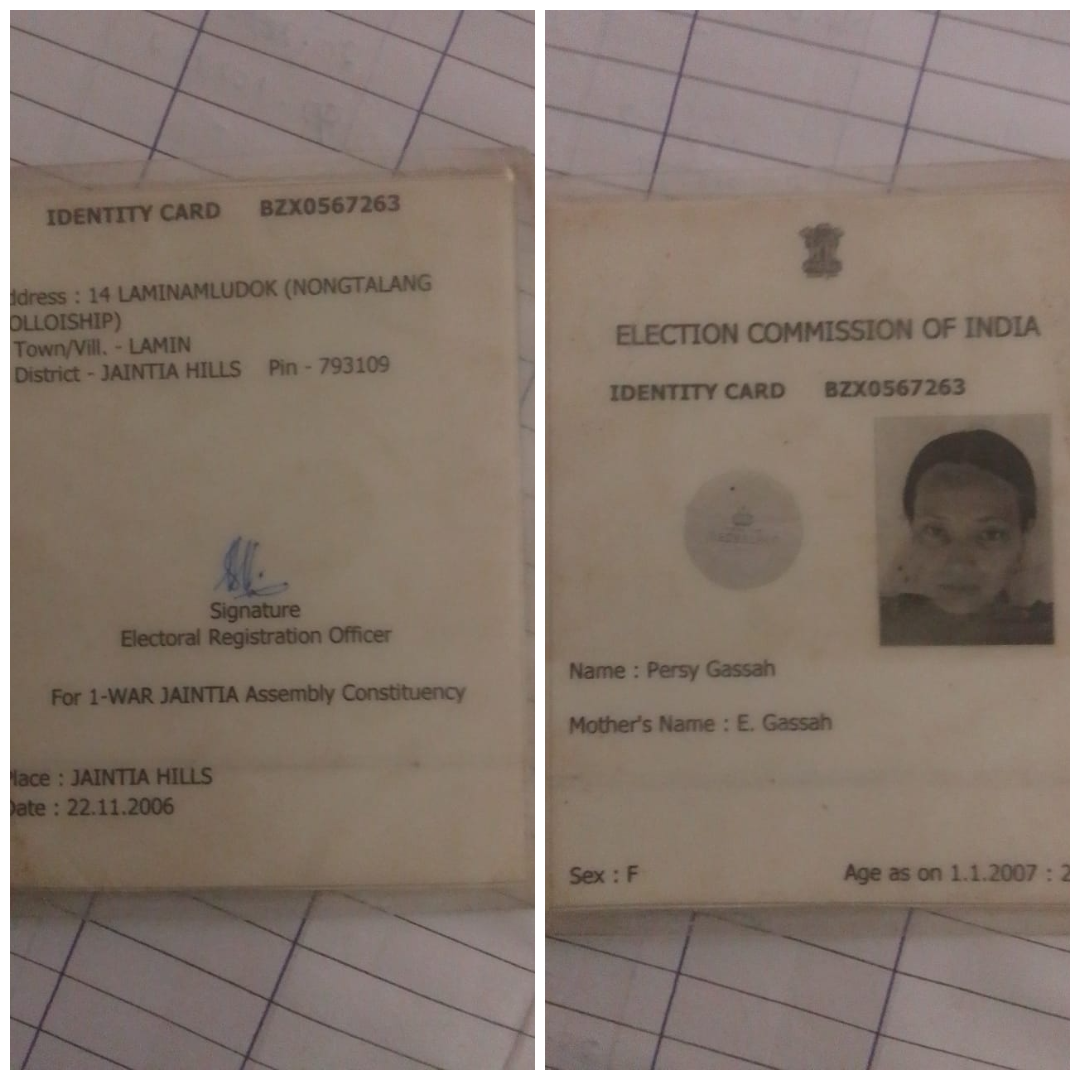 IDENTITY CARD BZX0567263
ddress : 14 LAMINAMLUDOK (NONGTALANG
OLLOISHIP)
Town/Vill. - LAMIN
District - JAINTIA HILLS Pin - 793109
Signature
Electoral Registration Officer
For 1-WAR JAINTIA Assembly Constituency
lace : JAINTIA HILLS
Date : 22.11.2006
ELECTION COMMISSION OF INDIA
IDENTITY CARD BZX0567263
Name : Persy Gassah
Mother's Name : E. Gassah
Sex : F Age as on 1.1.2007 : 2